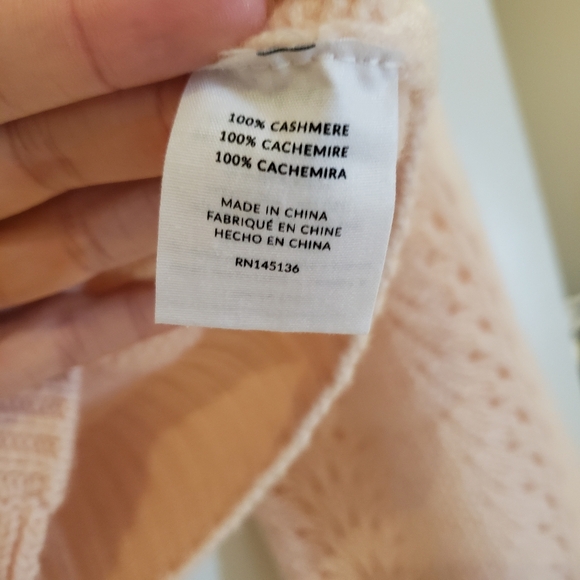 100% CASHMERE
100% CACHEMIRE
100% CACHEMIRA
MADE IN CHINA
FABRIQUÉ EN CHINE
HECHO EN CHINA
RN145136